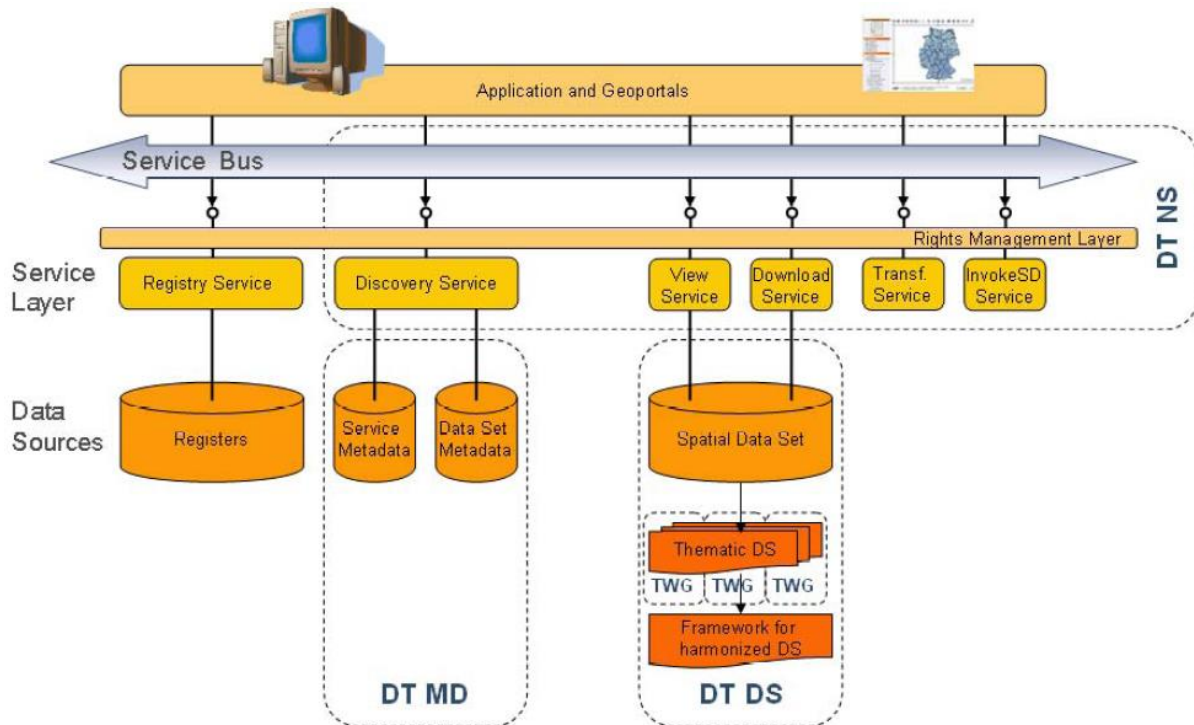 Application and Geoportals
Service Bus
DT NS
Rights Management Layer
Service
Layer
Registry Service
Discovery Service
View
Service
Download
Service
Transf.
Service
InvokeSD
Service
Data
Sources
Registers
Service
Metadata
Data Set
Metadata
Spatial Data Set
Thematic DS
TWG
TWG
TWG
Framework for
harmonized DS
DT MD
DT DS